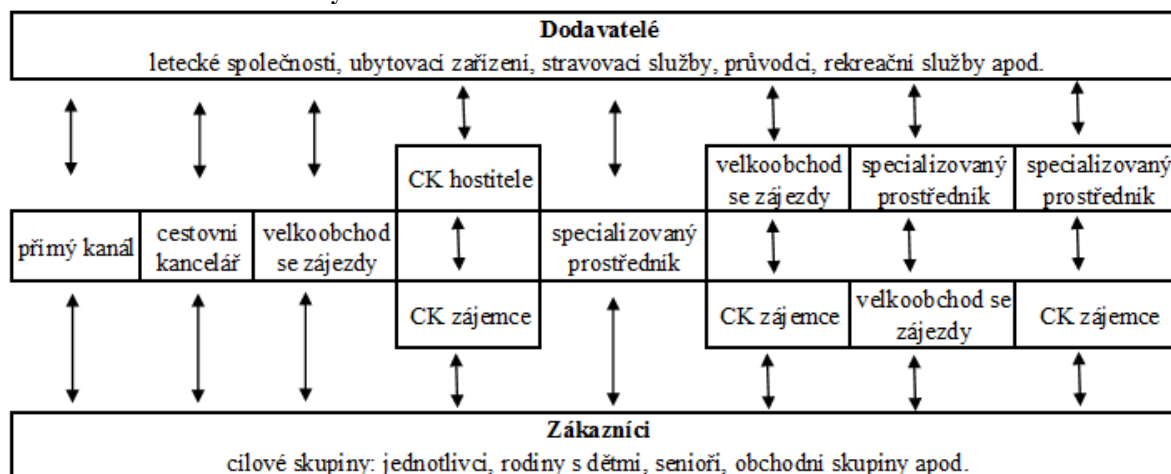 Dodavatelé
letecké společnosti, ubytovaci zařízení, stravovaci služby, průvodci, rekreační služby apod.
CK hostitele
velkoobchod
se zájezdy
specializovaný
prostředník
specializovaný
prostředník
přímý kanál
cestovní
kancelář
velkoobchod
se zájezdy
specializovaný
prostředník
CK zájemce
CK zájemce
velkoobchod se
zájezdy
CK zájemce
Zákazníci
cílové skupiny: jednotlivci, rodiny s dětmi, senioři, obchodní skupiny apod.